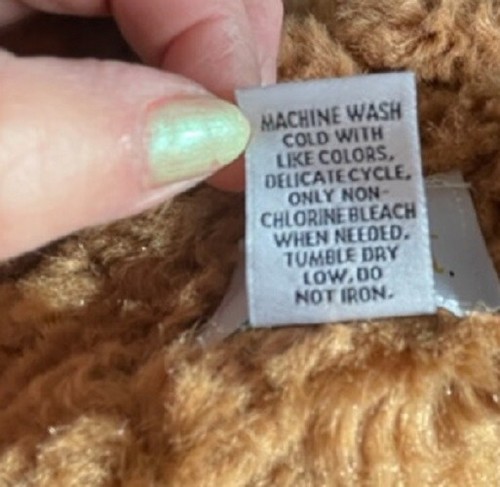 MACHINE WASH
COLD WITH
LIKE COLORS,
DELICATE CYCLE,
ONLY NON-
CHLORINE BLEACH
WHEN NEEDED.
TUMBLE DRY
LOW, DO
NOT IRON.